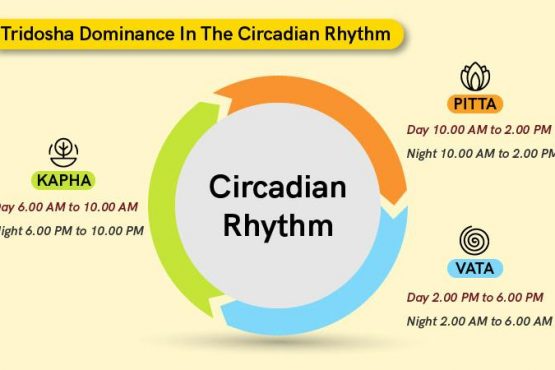 Tridosha Dominance In The Circadian Rhythm
PITTA
Day 10.00 AM to 2.00 PM
Night 10.00 AM to 2.00 PM
KAPHA
Day 6.00 AM to 10.00 AM
Night 6.00 PM to 10.00 PM
Circadian
Rhythm
VATA
Day 2.00 PM to 6.00 PM
Night 2.00 AM to 6.00 AM